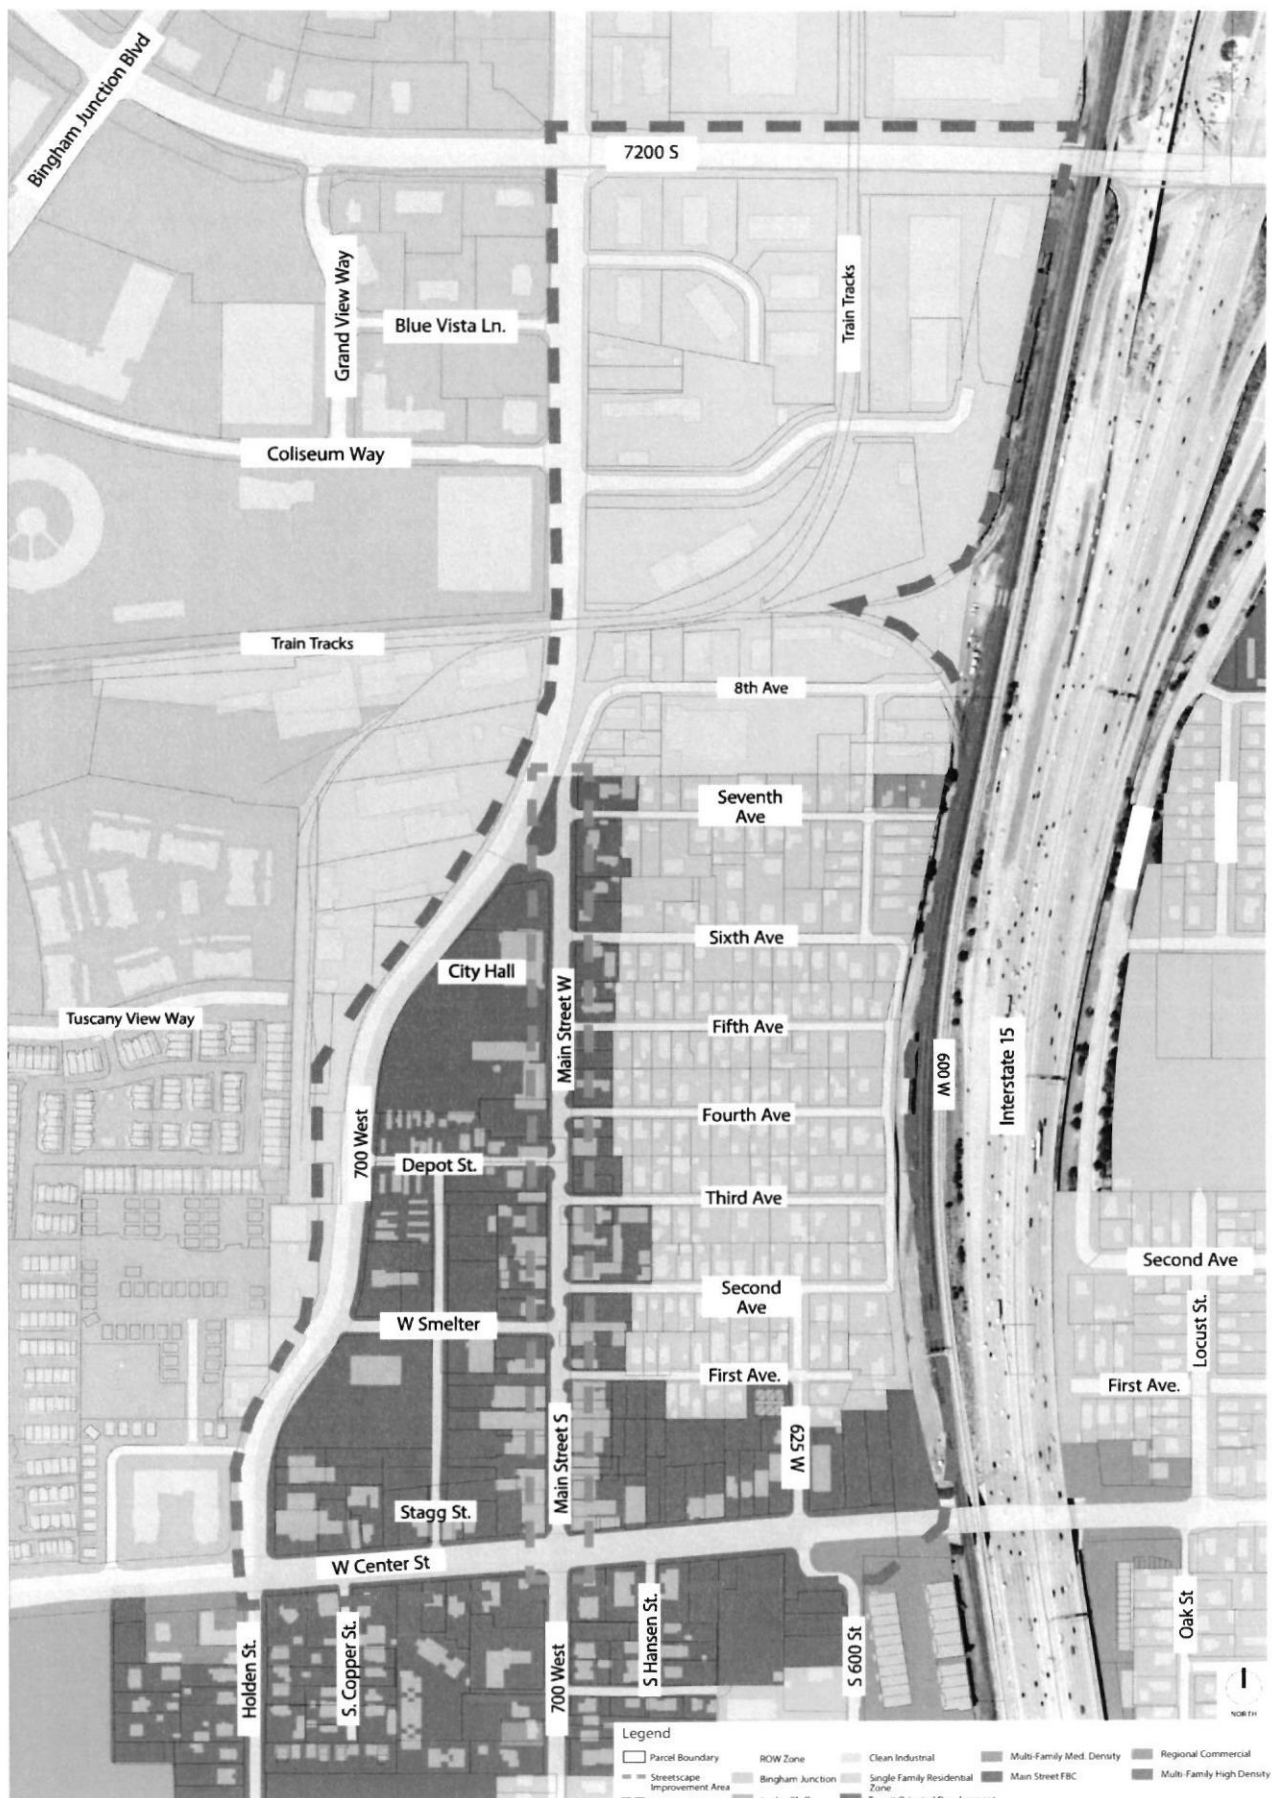 Bingham Junction Blvd
7200 S
Grand View Way
Blue Vista Ln.
Train Tracks
Coliseum Way
Train Tracks
8th Ave
Seventh
Ave
Sixth Ave
City Hall
Main Street W
Tuscany View Way
Fifth Ave
Interstate 15
600 W
700 West
Fourth Ave
Depot St.
Third Ave
Second
Ave
Second Ave
Locust St.
W Smelter
First Ave.
First Ave.
Main Street S
625 W
Stagg St.
W Center St
Holden St.
S. Copper St.
700 West
S Hansen St.
S 600 St
Oak St
NORTH
Legend
Parcel Boundary
ROW Zone
Clean Industrial
Multi-Family Med. Density
Regional Commercial
Streetscape
Improvement Area
Bingham Junction
Single Family Residential
Zone
Main Street FBC
Multi-Family High Density